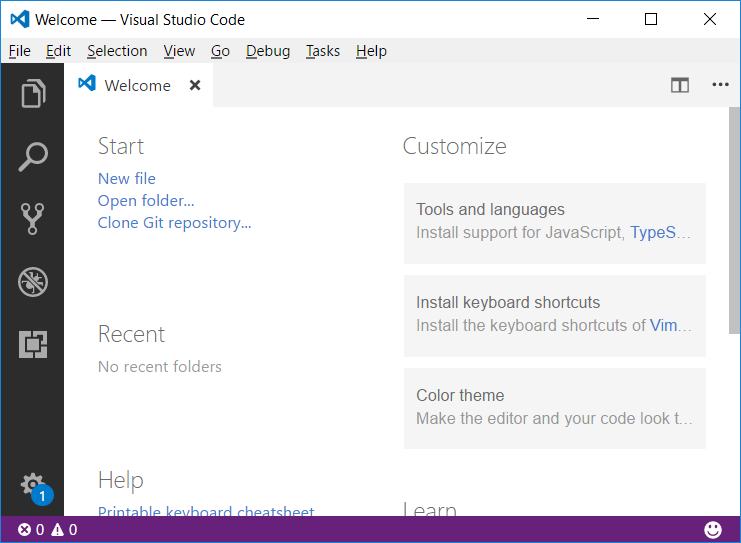 Welcome — Visual Studio Code
File Edit Selection View Go Debug Tasks Help
Welcome
Start
New file
Open folder...
Clone Git repository...
Recent
No recent folders
Help
Printable keyboard cheatsheet
Customize
Tools and languages
Install support for JavaScript, TypeS...
Install keyboard shortcuts
Install the keyboard shortcuts of Vim...
Color theme
Make the editor and your code look t...
Learn
1
0 0